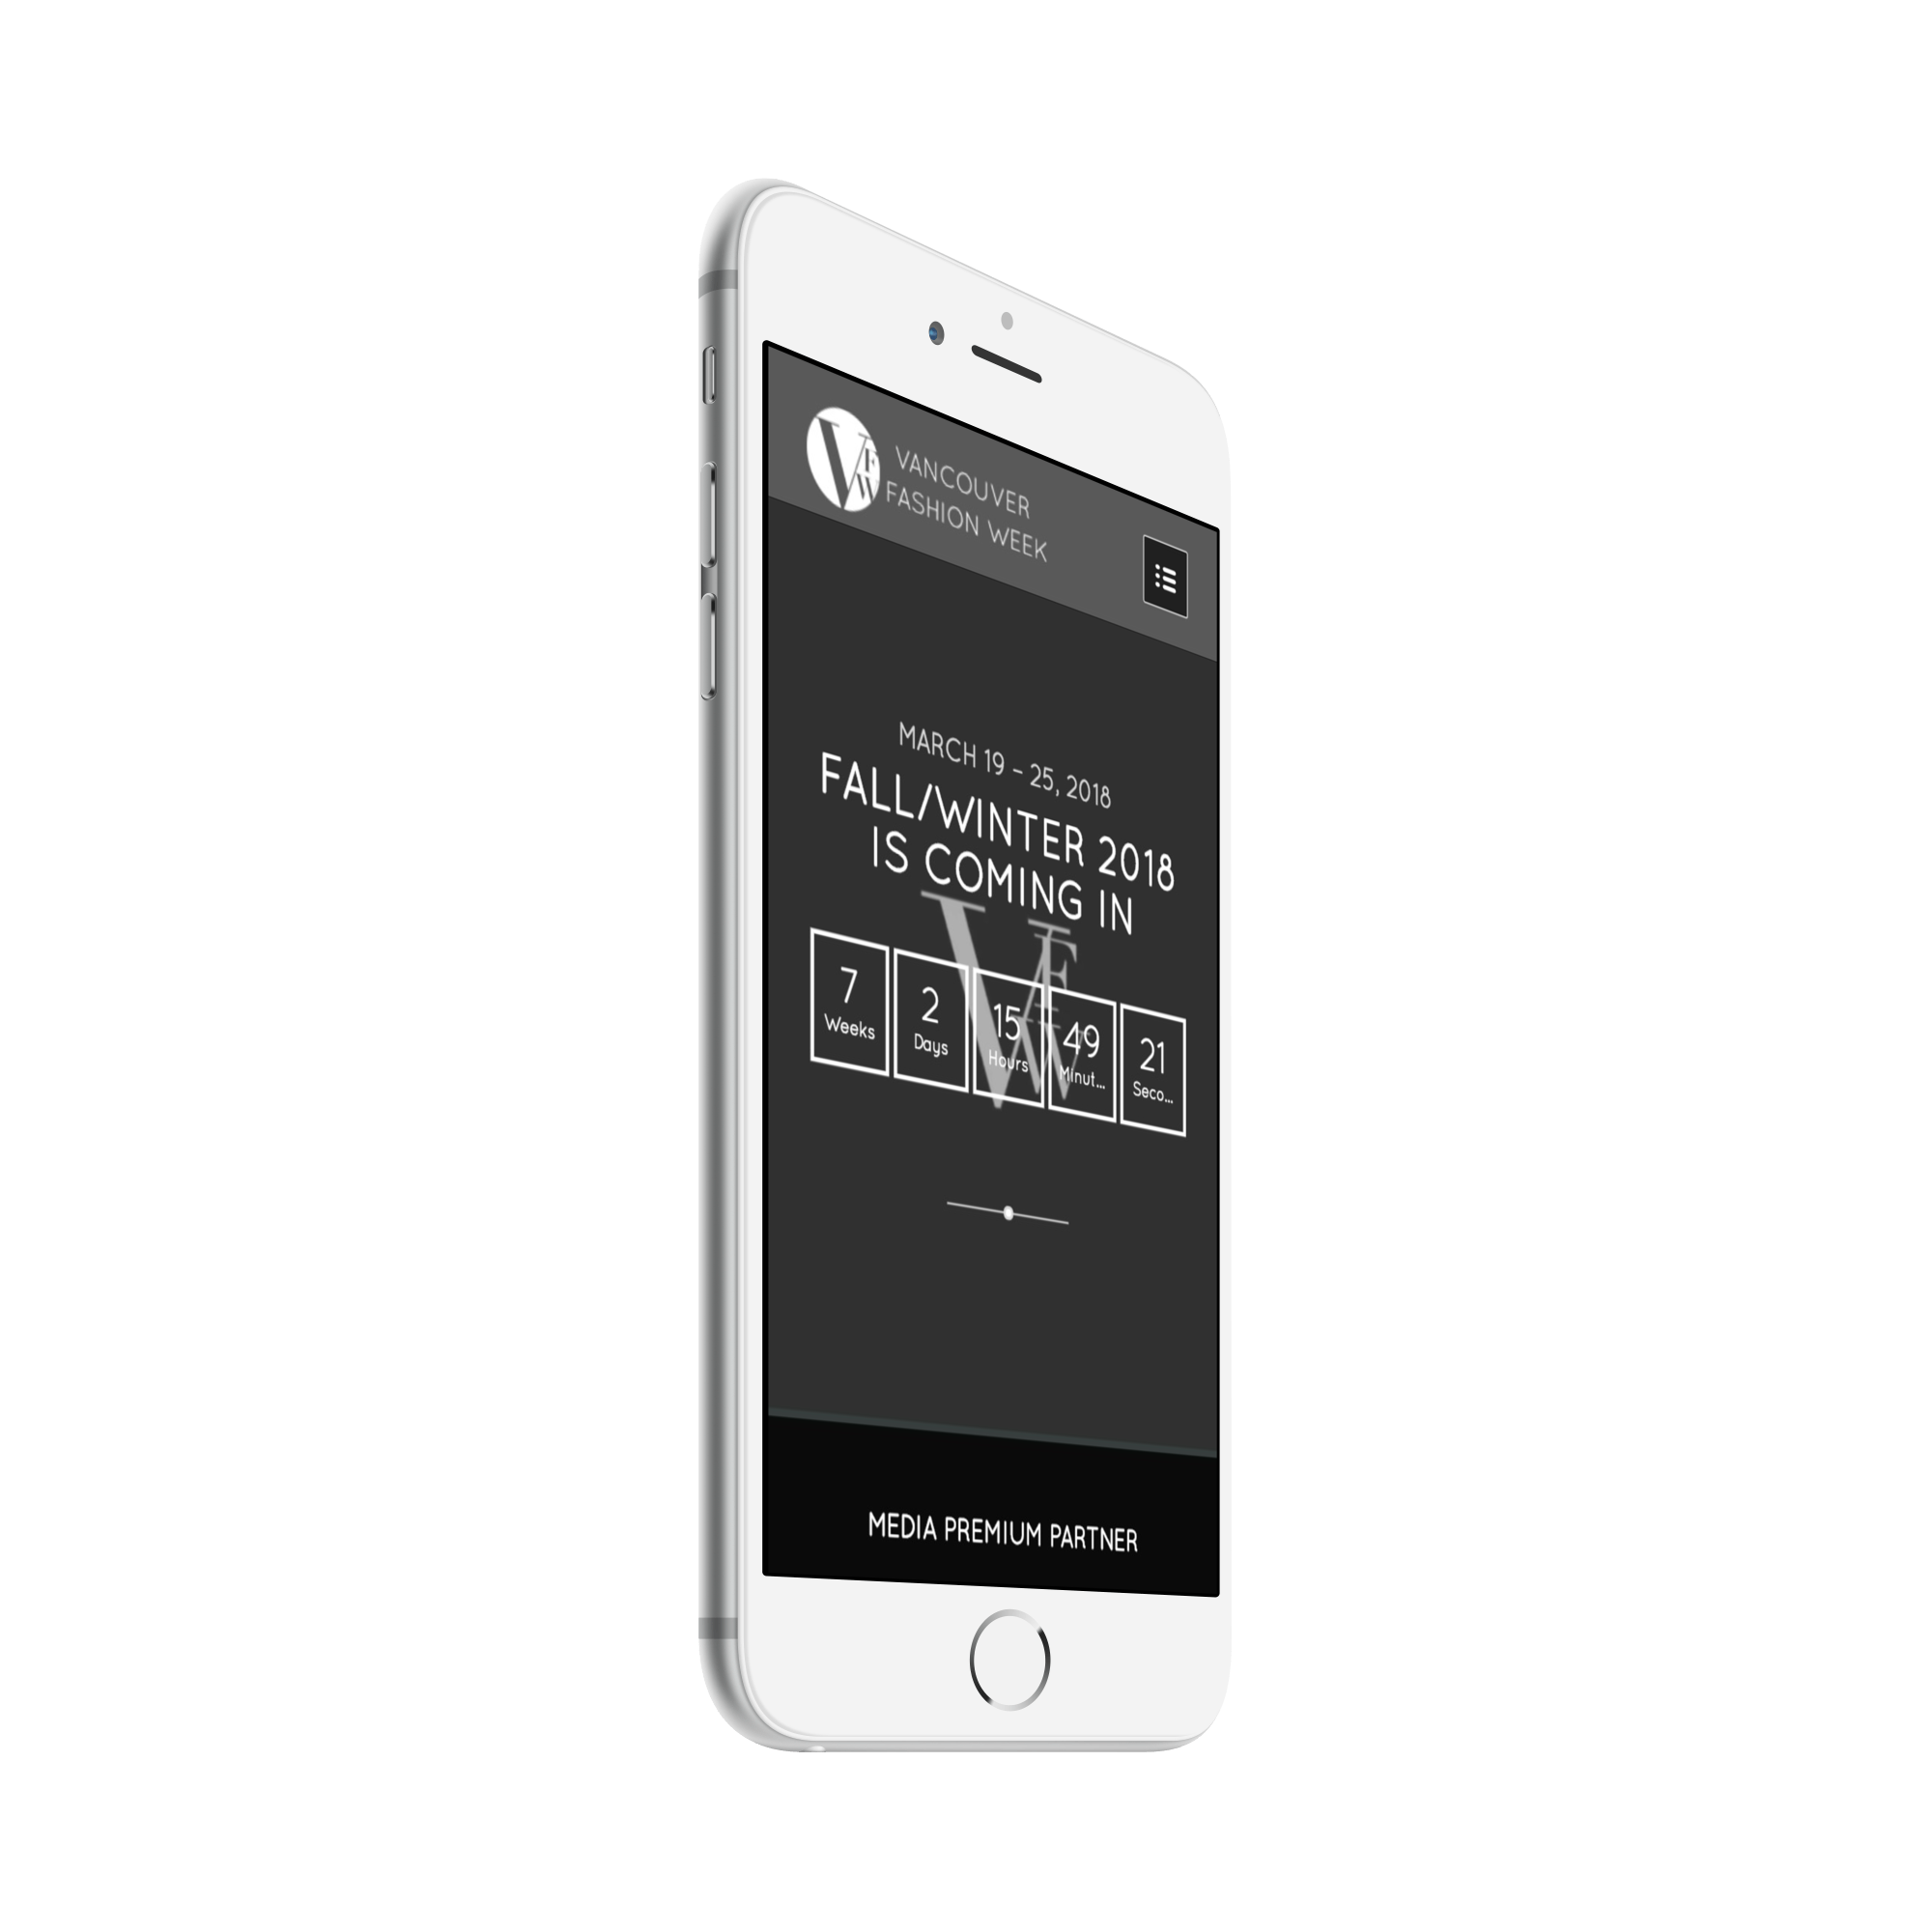 VANCOUVER
FASHION WEEK
MARCH 19 - 25, 2018
FALL/WINTER 2018
IS COMING IN
VFW
7 2 15 49 21
Weeks Days Hours Minut... Seco...
MEDIA PREMIUM PARTNER